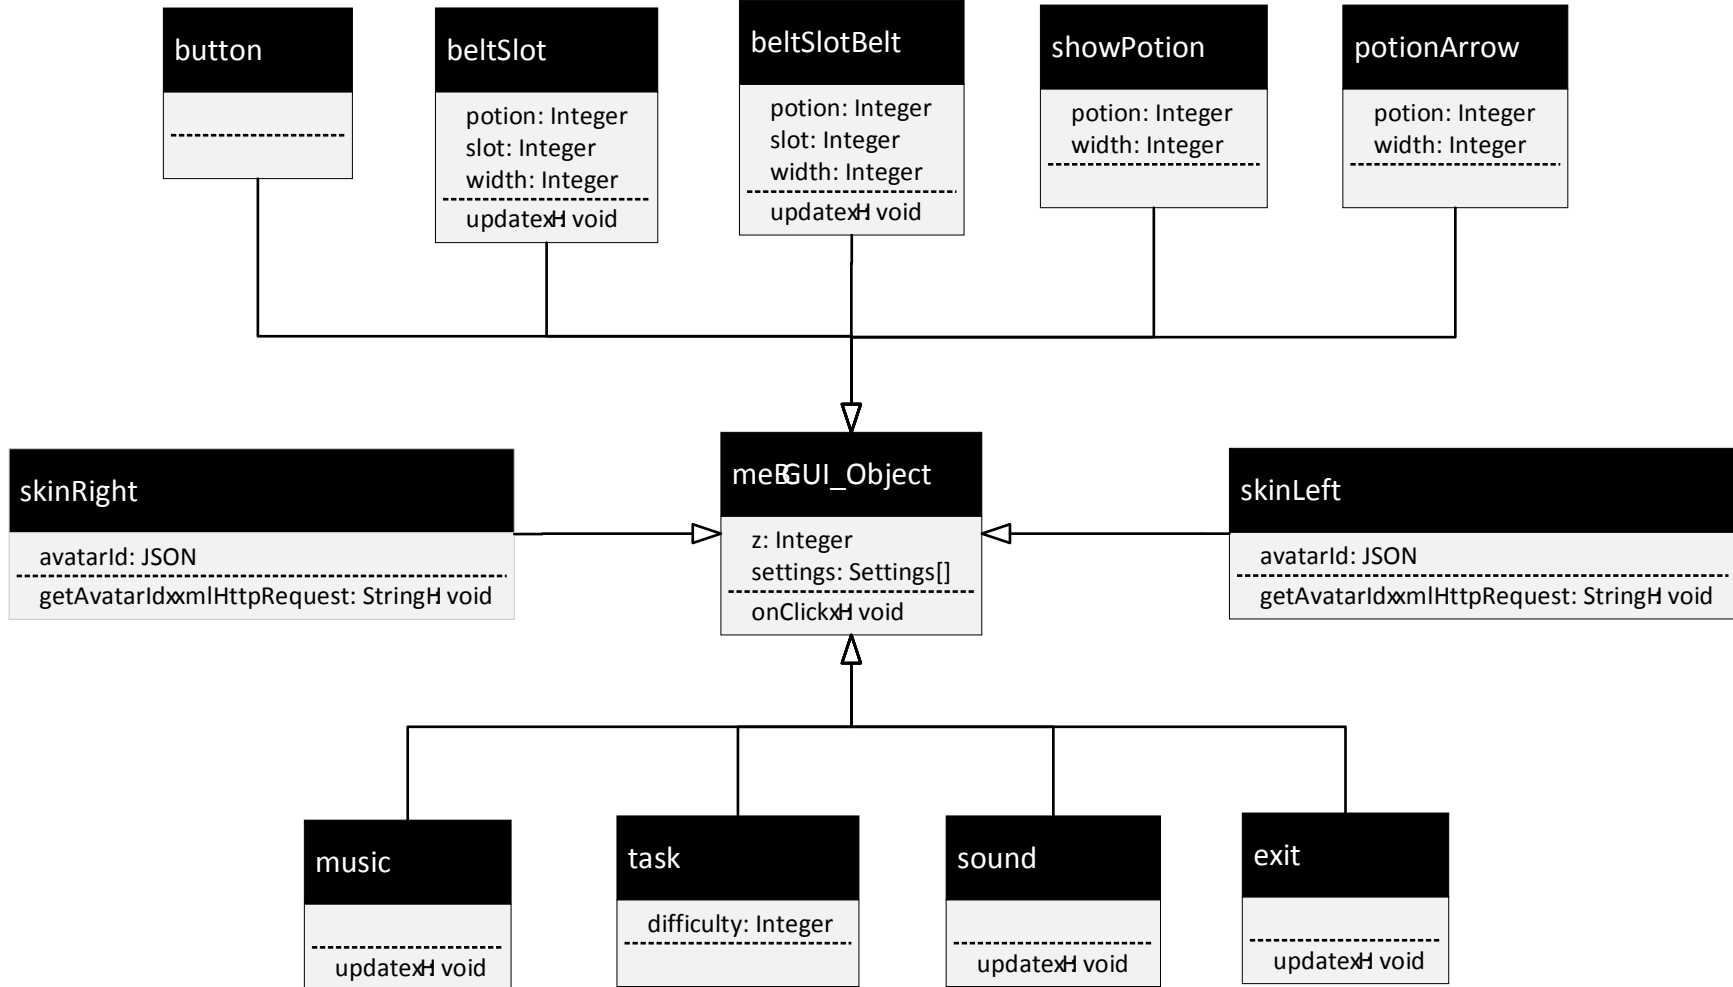 button
beltSlot
potion: Integer
slot: Integer
width: Integer
updatexH void
beltSlotBelt
potion: Integer
slot: Integer
width: Integer
updatexH void
showPotion
potion: Integer
width: Integer
potionArrow
potion: Integer
width: Integer
skinRight
avatarId: JSON
getAvatarIdxxmlHttpRequest: StringH void
meBGUI_Object
z: Integer
settings: Settings[]
onClickxH void
skinLeft
avatarId: JSON
getAvatarIdxxmlHttpRequest: StringH void
music
updatexH void
task
difficulty: Integer
sound
updatexH void
exit
updatexH void